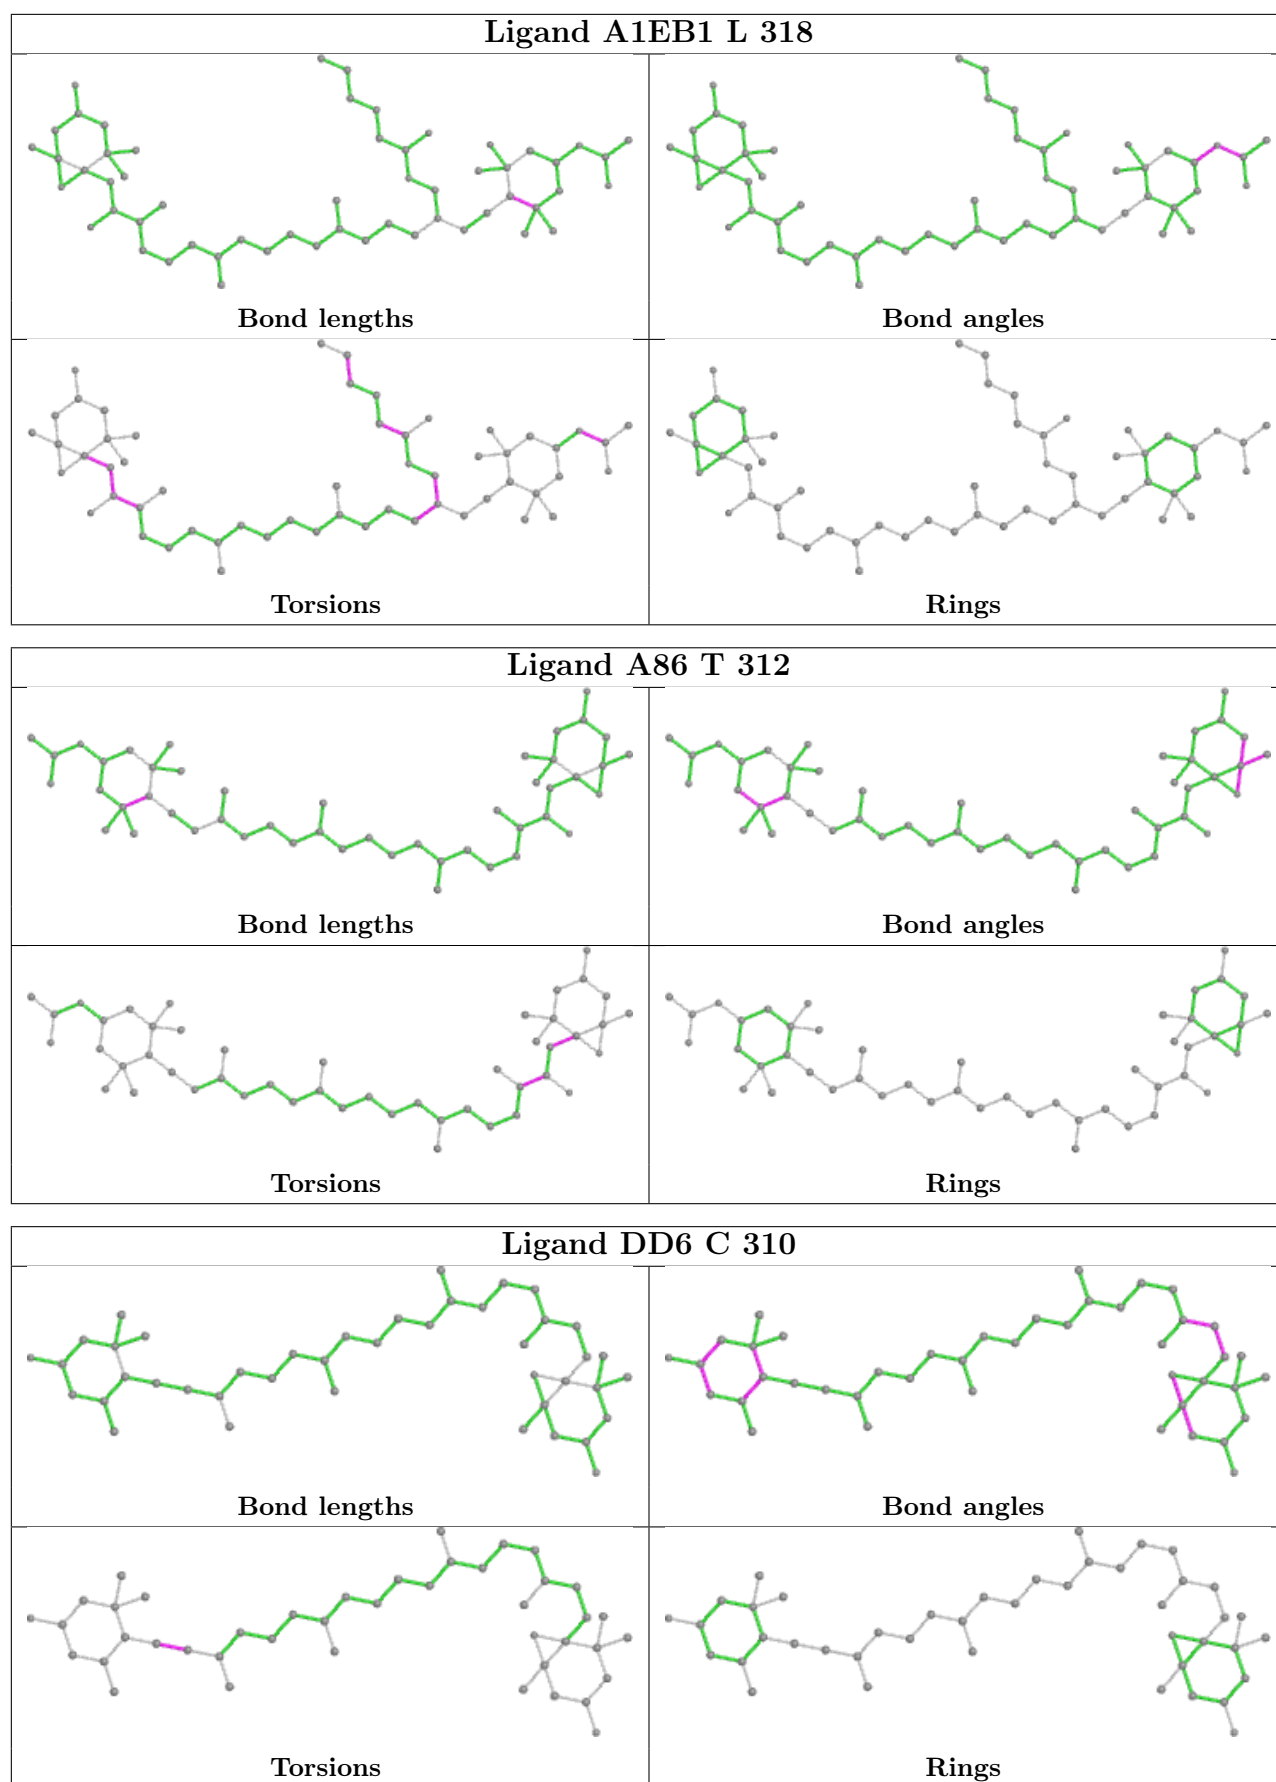 Ligand A1EB1 L 318
Bond lengths
Bond angles
Torsions
Rings
Ligand A86 T 312
Bond lengths
Bond angles
Torsions
Rings
Ligand DD6 C 310
Bond lengths
Bond angles
Torsions
Rings